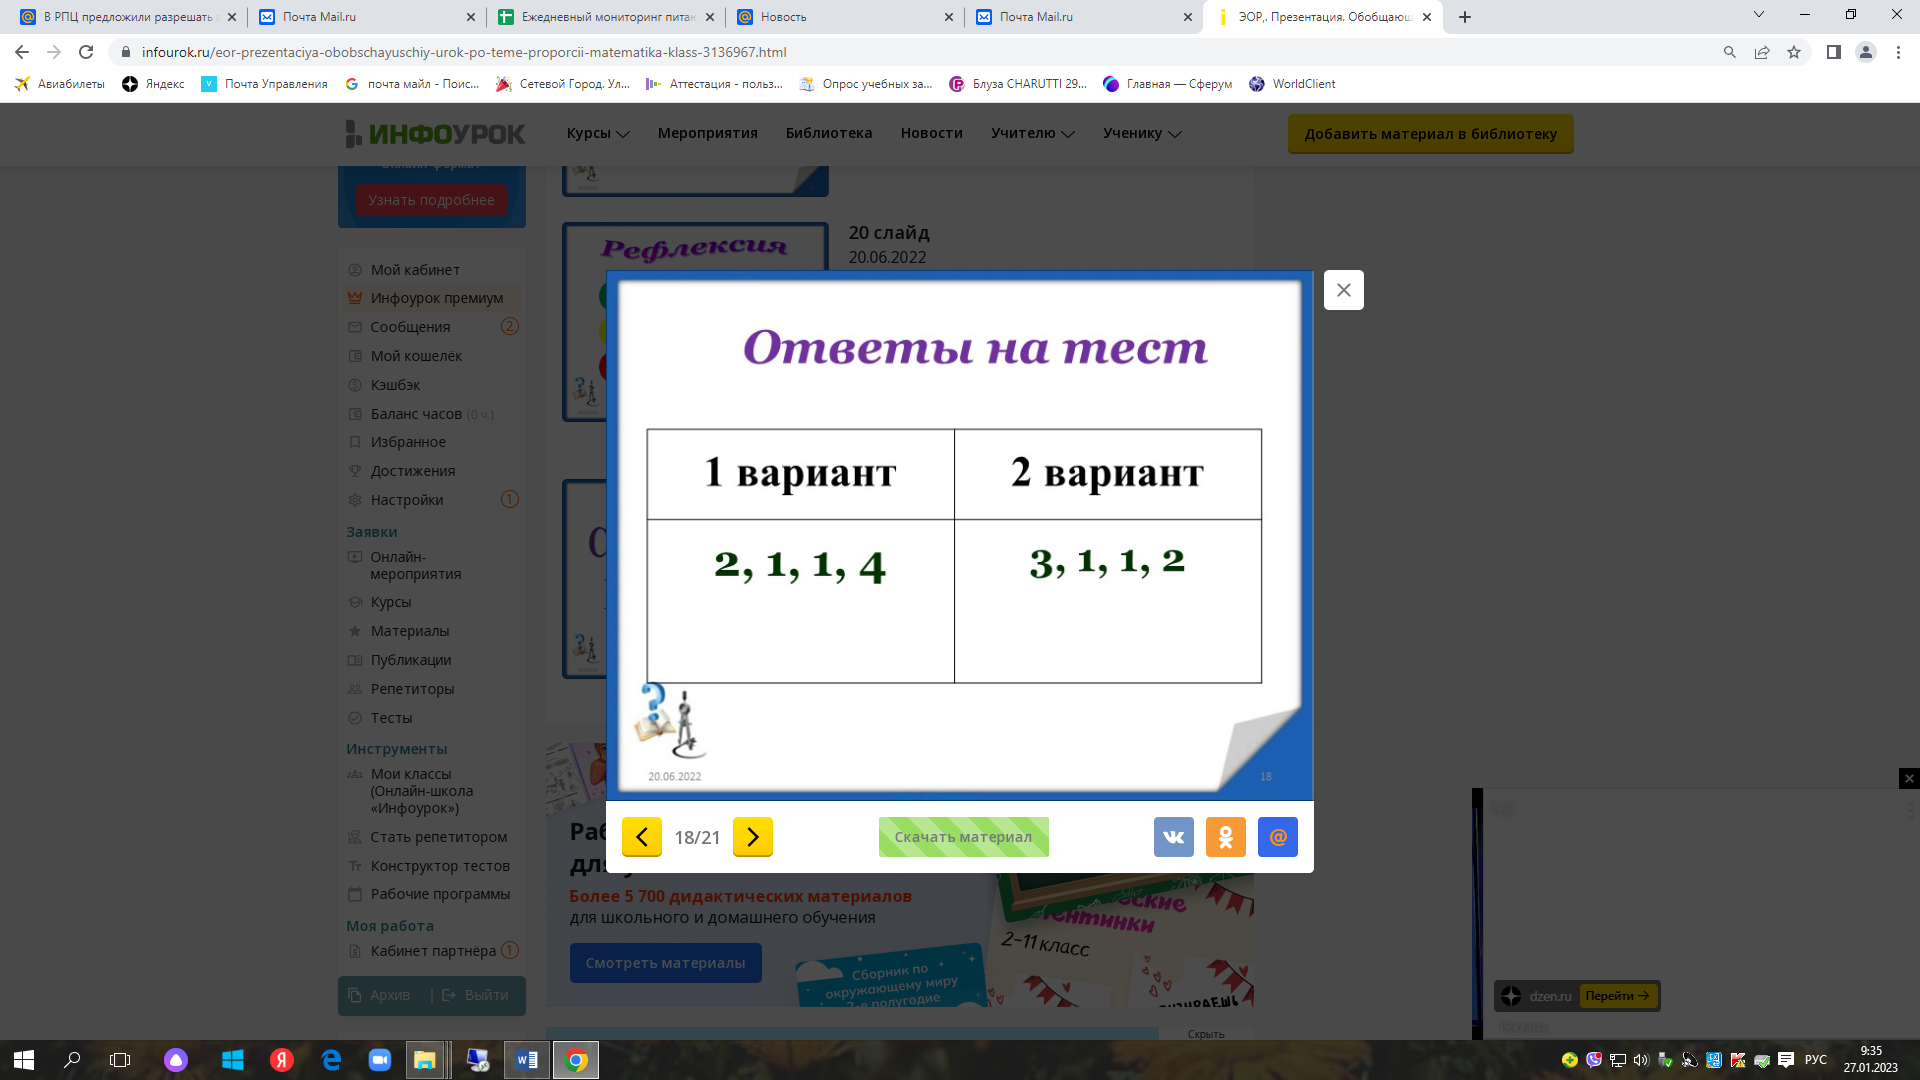 В РПЦ предложили разрешать
Почта Mail.ru
Ежедневный мониторинг питан
Новость
Почта Mail.ru
ЭОР,. Презентация. Обобщающ
infourok.ru/eor-prezentaciya-obobschayuschiy-urok-po-teme-proporcii-matematika-klass-3136967.html
Авиабилеты
Яндекс
Почта Управления
почта майл - Поис...
Сетевой Город. Ул...
Аттестация - польз...
Опрос учебных за...
Блуза CHARUTTI 29...
Главная — Сферум
WorldClient
ИНФОУРОК
Курсы
Мероприятия
Библиотека
Новости
Учителю
Ученику
Добавить материал в библиотеку
Узнать подробнее
Мой кабинет
Инфоурок премиум
Сообщения 2
Мой кошелёк
Кэшбэк
Баланс часов (0 ч.)
Избранное
Достижения
Настройки 1
Заявки
Онлайн-
мероприятия
Курсы
Материалы
Публикации
Репетиторы
Тесты
Инструменты
Мои классы
(Онлайн-школа
«Инфоурок»)
Стать репетитором
Конструктор тестов
Рабочие программы
Моя работа
Кабинет партнёра 1
Архив | Выйти
Рефлексия
20 слайд
20.06.2022
Ответы на тест
1 вариант
2 вариант
2, 1, 1, 4
3, 1, 1, 2
20.06.2022
18
18/21
Скачать материал
Более 5 700 дидактических материалов
для школьного и домашнего обучения
Смотреть материалы
2-11 класс
Сборник по
окружающему миру
2-е полугодие
Скрыть
dzen.ru
Перейти →
Реклама
РУС
9:35
27.01.2023